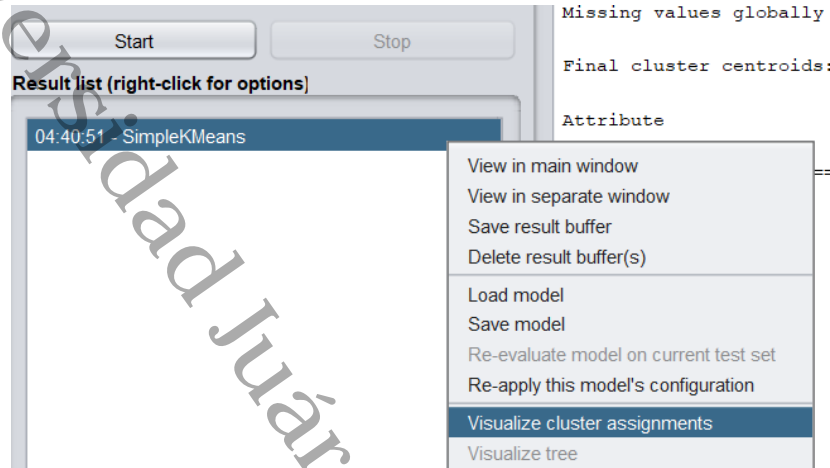 Start
Stop
Result list (right-click for options)
04:40:51 - SimpleKMeans
View in main window
View in separate window
Save result buffer
Delete result buffer(s)
Load model
Save model
Re-evaluate model on current test set
Re-apply this model's configuration
Visualize cluster assignments
Visualize tree
Missing values globally
Final cluster centroids:
Attribute
==
ersidad Juár